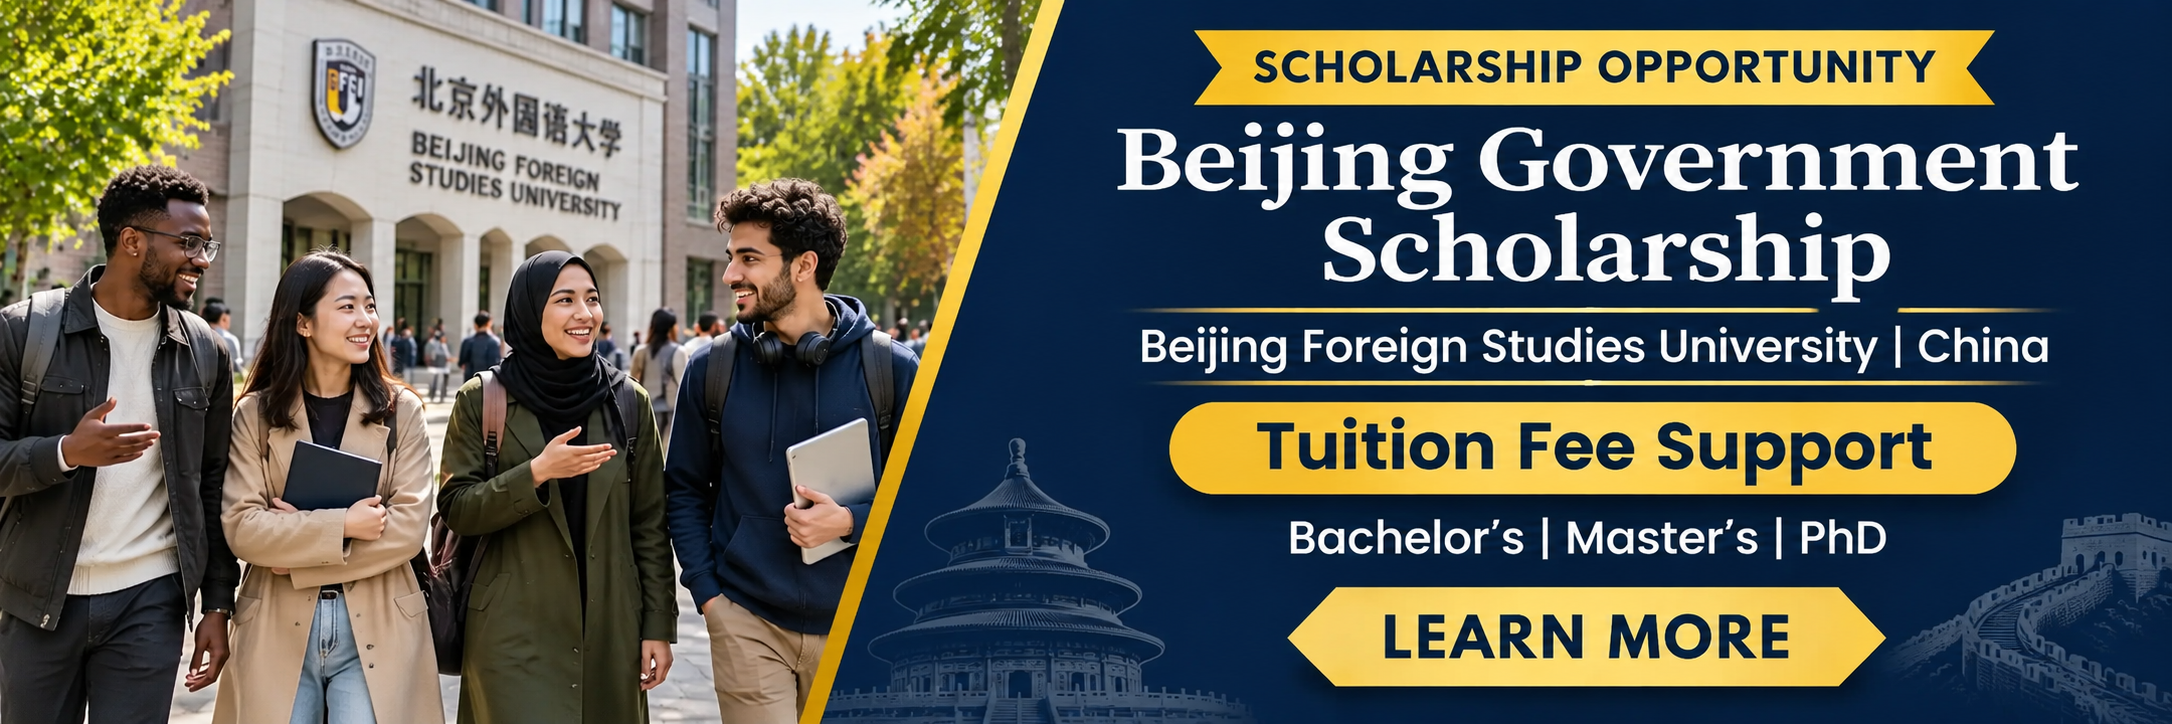 北京外国语大学
BEIJING FOREIGN
STUDIES UNIVERSITY
SCHOLARSHIP OPPORTUNITY
Beijing Government
Scholarship
Beijing Foreign Studies University | China
Tuition Fee Support
Bachelor’s | Master’s | PhD
LEARN MORE